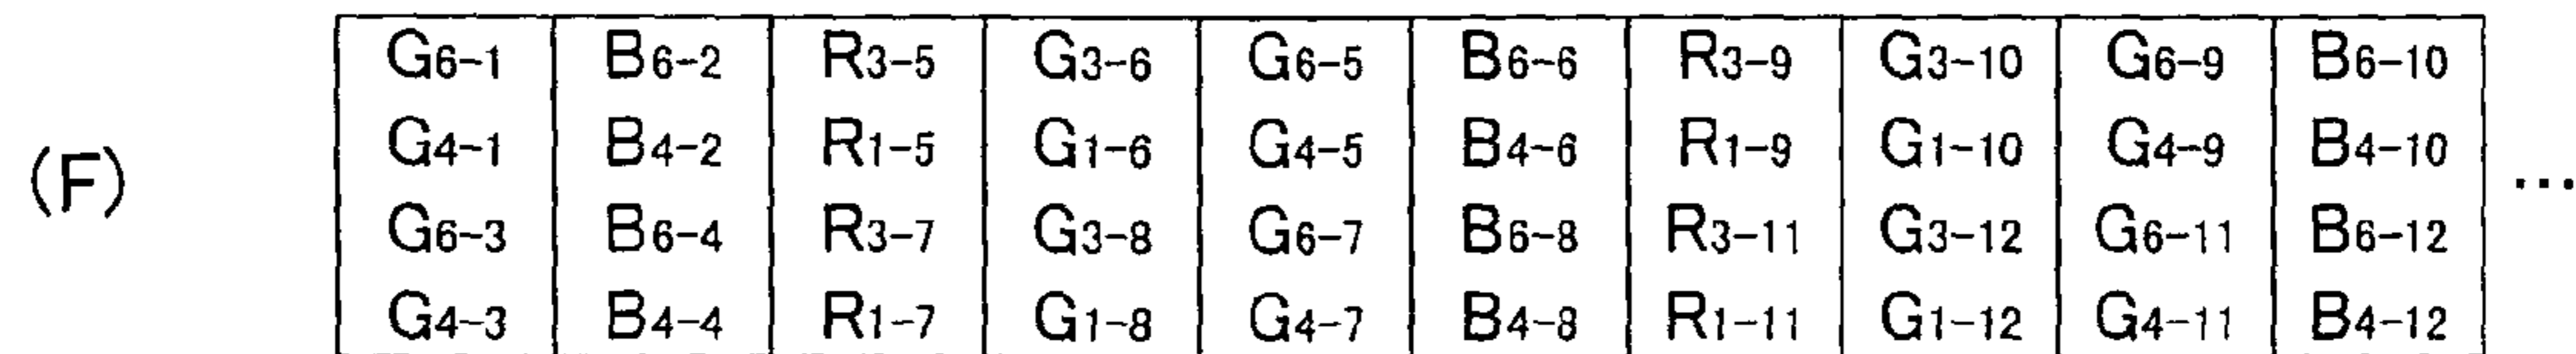 G6-1 B6-2 R3-5 G3-6 G6-5 B6-6 R3-9 G3-10 G6-9 B6-10
G4-1 B4-2 R1-5 G1-6 G4-5 B4-6 R1-9 G1-10 G4-9 B4-10
(F) ...
G6-3 B6-4 R3-7 G3-8 G6-7 B6-8 R3-11 G3-12 G6-11 B6-12
G4-3 B4-4 R1-7 G1-8 G4-7 B4-8 R1-11 G1-12 G4-11 B4-12